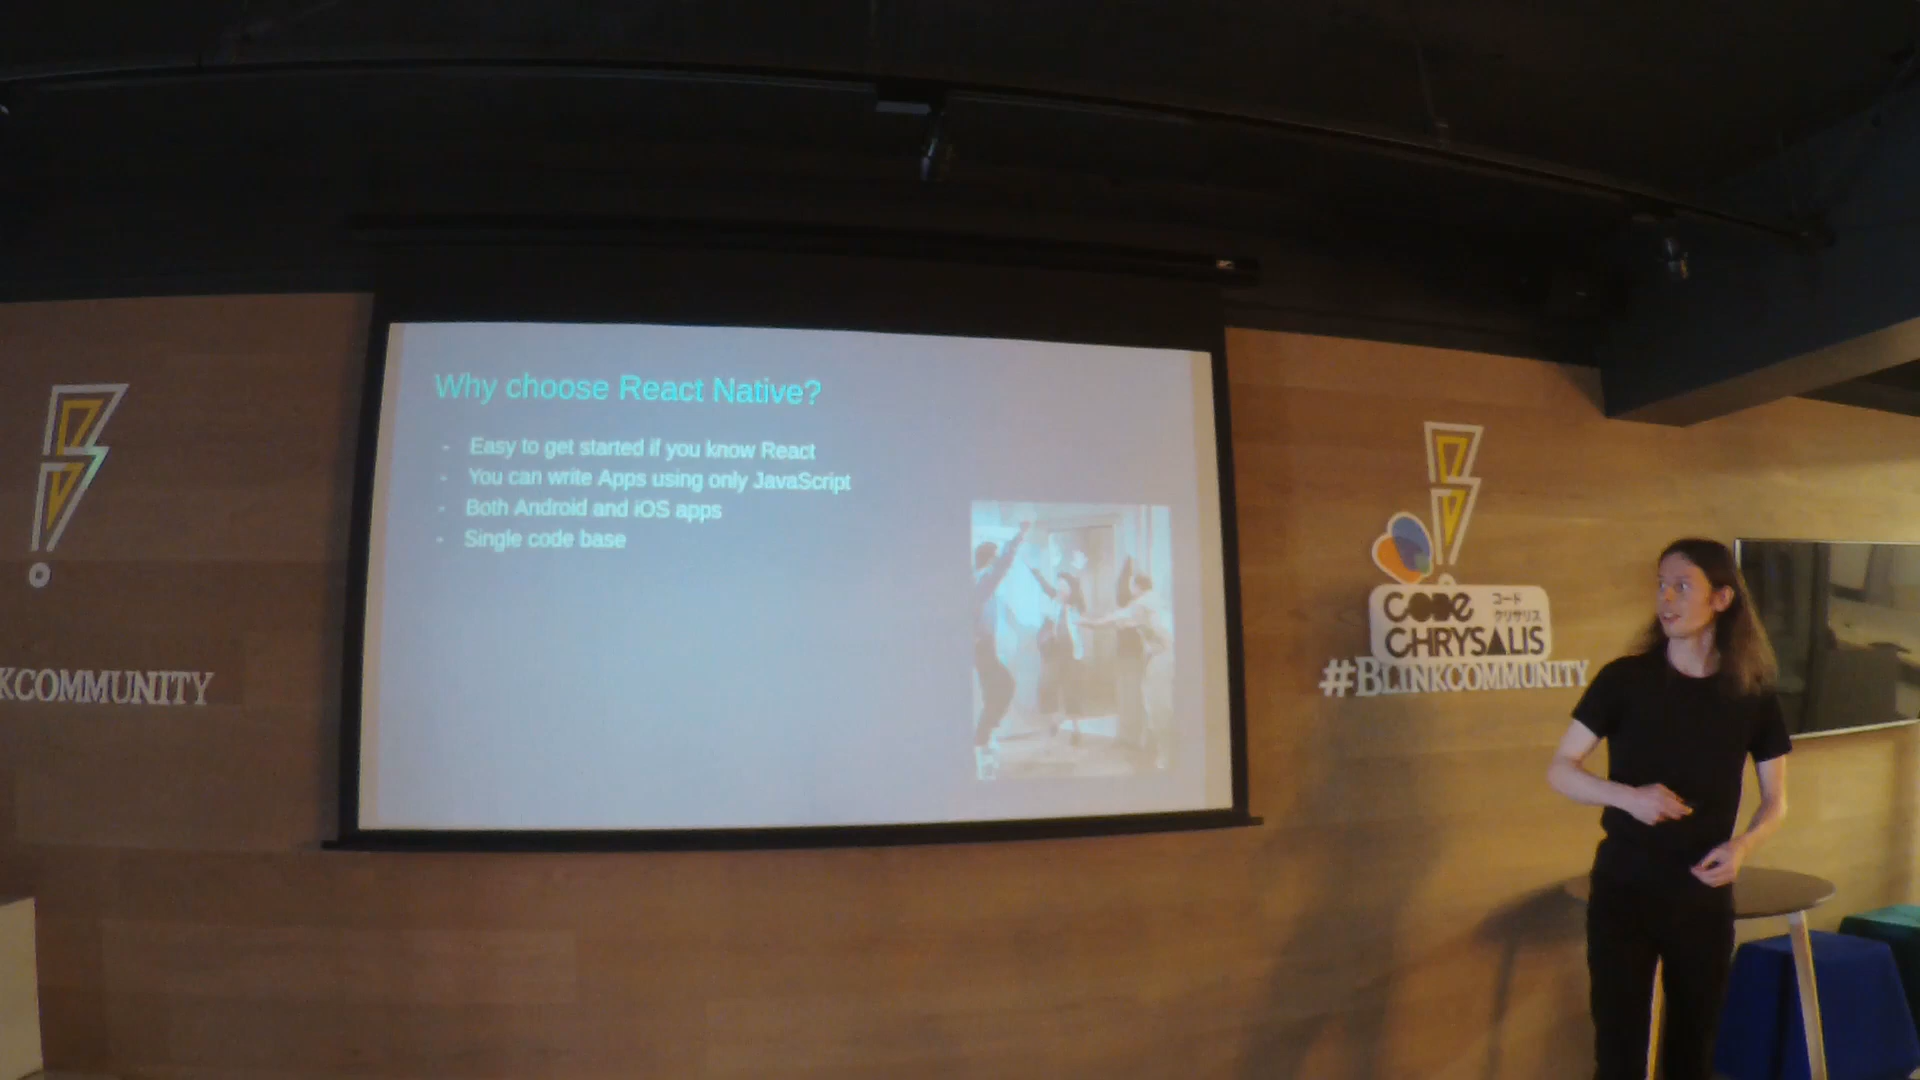 Why choose React Native?
- Easy to get started if you know React
- You can write Apps using only JavaScript
- Both Android and iOS apps
- Single code base
KCOMMUNITY
CODE コード
CHRYSALIS クリサリス
#BLINKCOMMUNITY